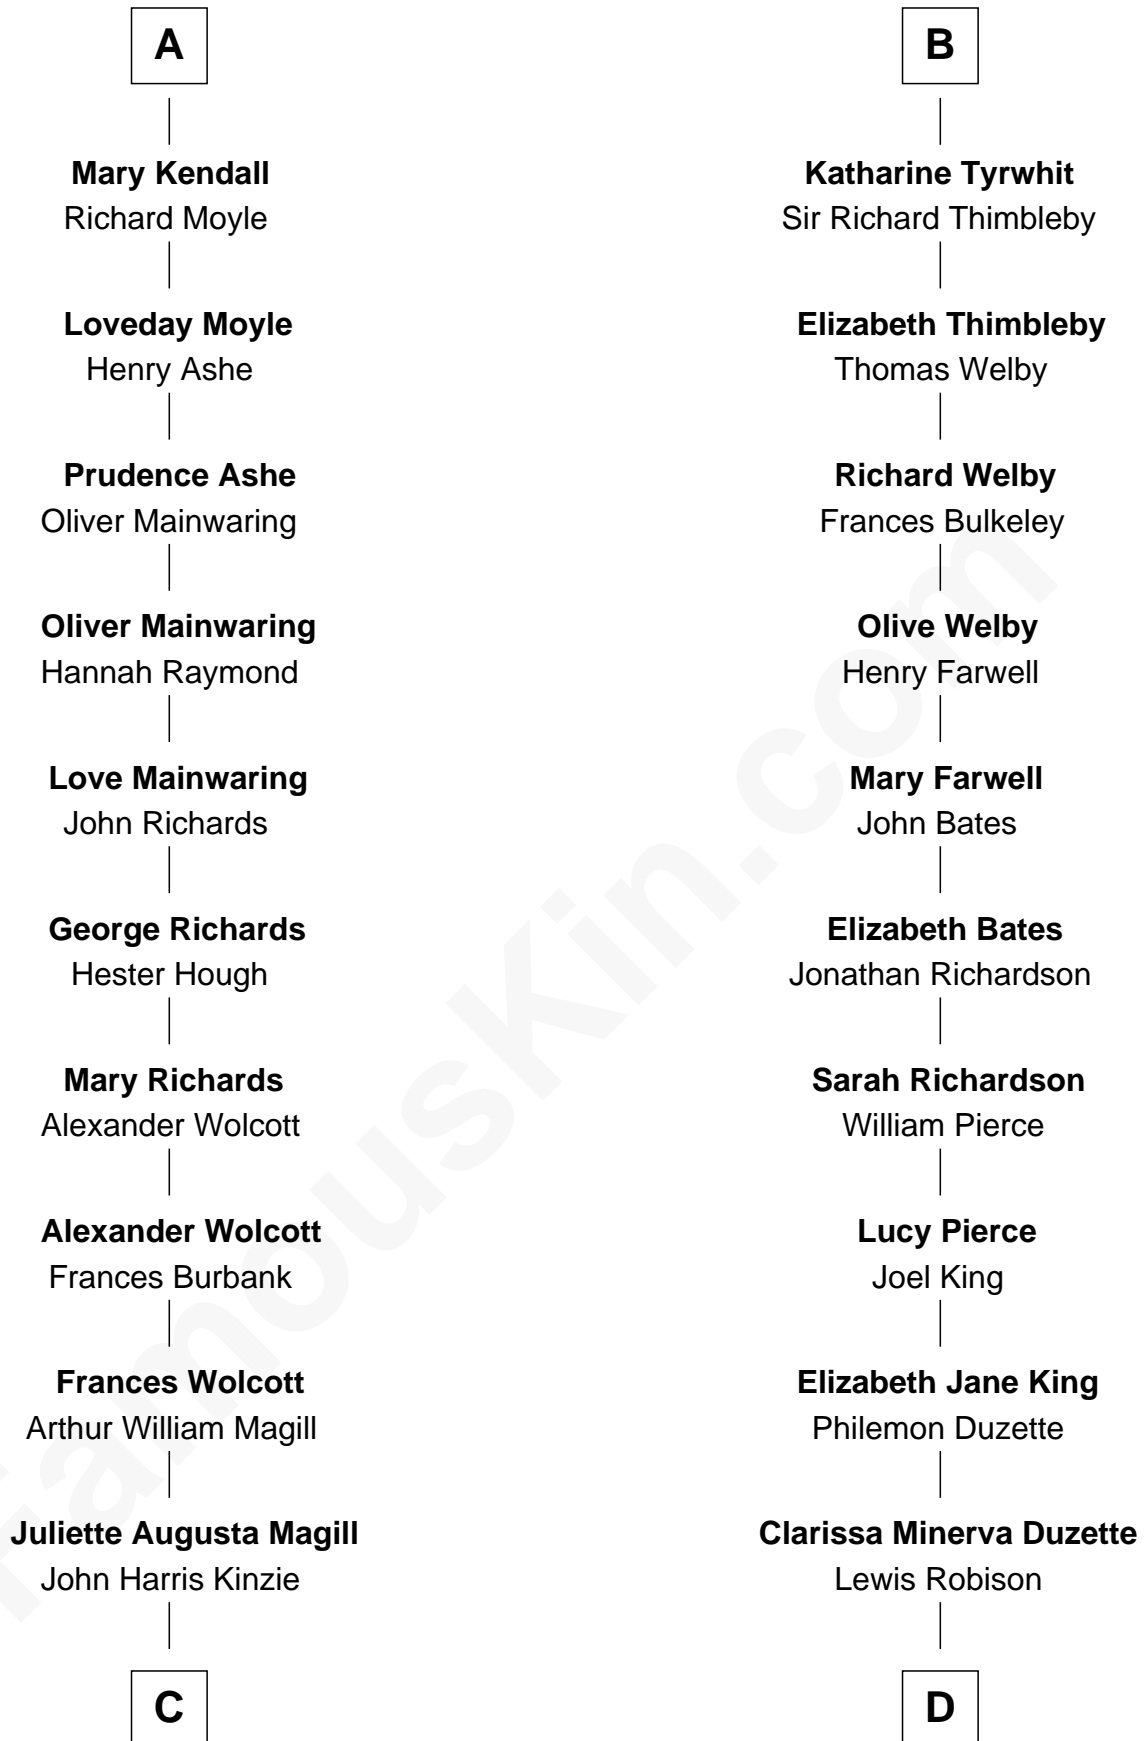 A
Mary Kendall
Richard Moyle
Loveday Moyle
Henry Ashe
Prudence Ashe
Oliver Mainwaring
Oliver Mainwaring
Hannah Raymond
Love Mainwaring
John Richards
George Richards
Hester Hough
Mary Richards
Alexander Wolcott
Alexander Wolcott
Frances Burbank
Frances Wolcott
Arthur William Magill
Juliette Augusta Magill
John Harris Kinzie
C
B
Katharine Tyrwhit
Sir Richard Thimbleby
Elizabeth Thimbleby
Thomas Welby
Richard Welby
Frances Bulkeley
Olive Welby
Henry Farwell
Mary Farwell
John Bates
Elizabeth Bates
Jonathan Richardson
Sarah Richardson
William Pierce
Lucy Pierce
Joel King
Elizabeth Jane King
Philemon Duzette
Clarissa Minerva Duzette
Lewis Robison
D
FamousKin.com